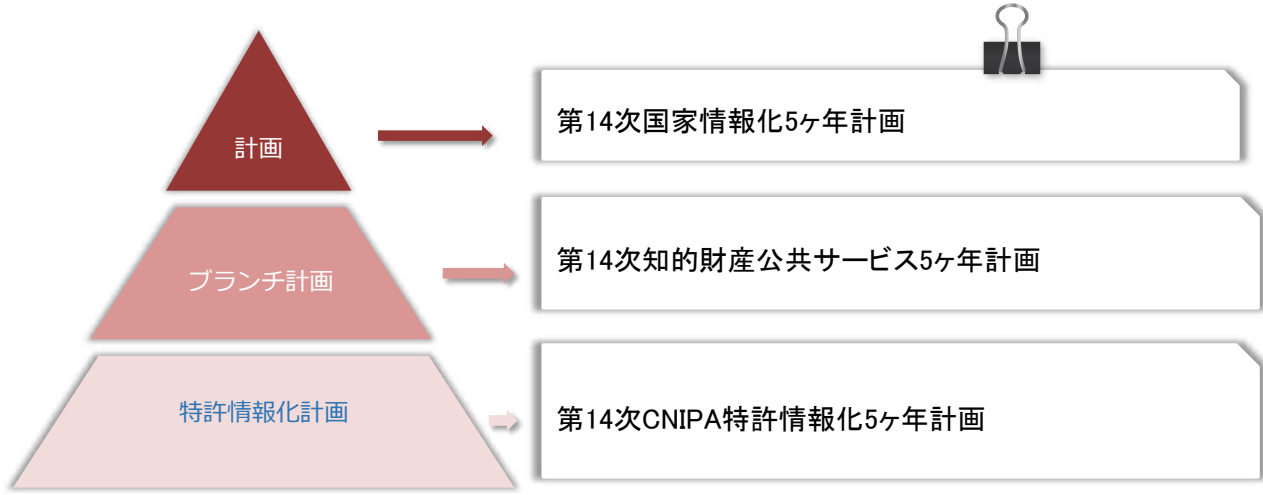 計画
第14次国家情報化5ヶ年計画
ブランチ計画
第14次知的財産公共サービス5ヶ年計画
特許情報化計画
第14次CNIPA特許情報化5ヶ年計画